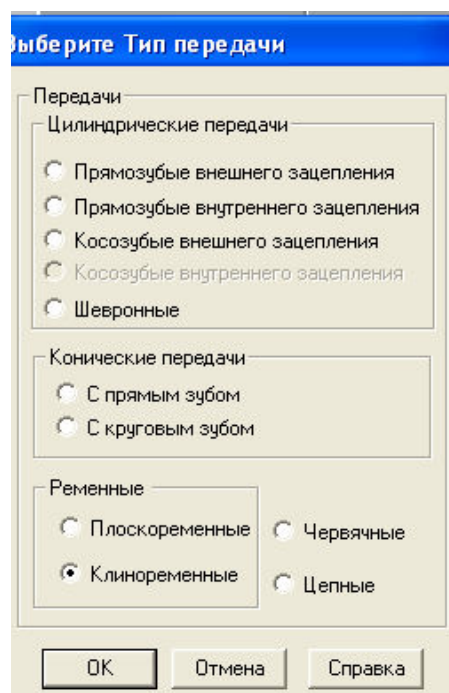 Выберите Тип передачи
Передачи
Цилиндрические передачи
Прямозубые внешнего зацепления
Прямозубые внутреннего зацепления
Косозубые внешнего зацепления
Косозубые внутреннего зацепления
Шевронные
Конические передачи
С прямым зубом
С круговым зубом
Ременные
Плоскоременные
Червячные
Клиноременные
Цепные
OK
Отмена
Справка